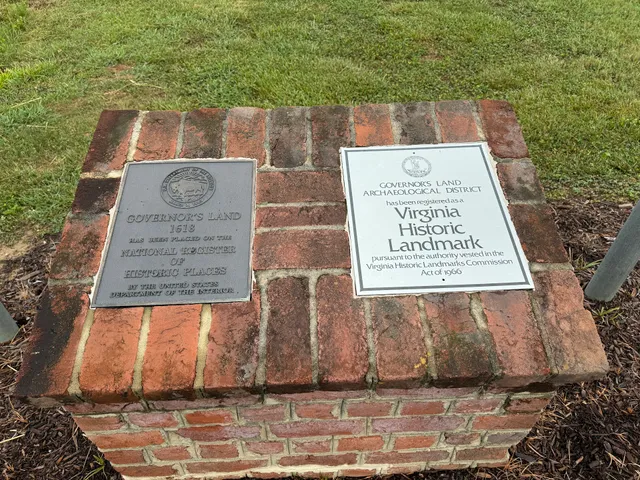 GOVERNOR'S LAND
1618
HAS BEEN PLACED ON THE
NATIONAL REGISTER
OF
HISTORIC PLACES
BY THE UNITED STATES
DEPARTMENT OF THE INTERIOR
GOVERNOR'S LAND
ARCHAEOLOGICAL DISTRICT
has been registered as a
Virginia
Historic
Landmark
pursuant to the authority vested in the
Virginia Historic Landmarks Commission
Act of 1966